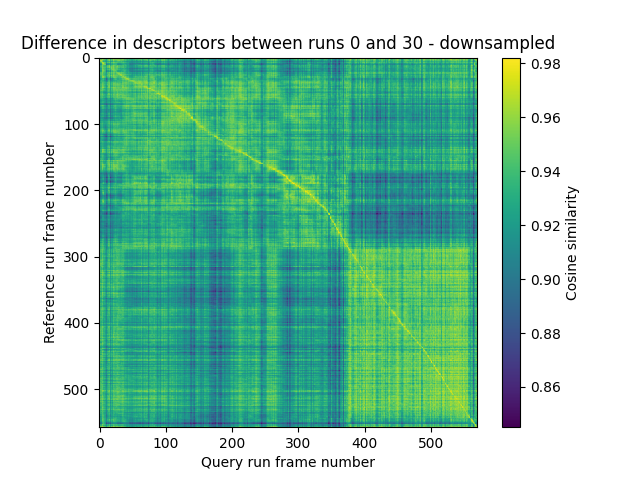 Difference in descriptors between runs 0 and 30 - downsampled
0
100
200
300
400
500
Reference run frame number
0 100 200 300 400 500
Query run frame number
0.98
0.96
0.94
0.92
0.90
0.88
0.86
Cosine similarity